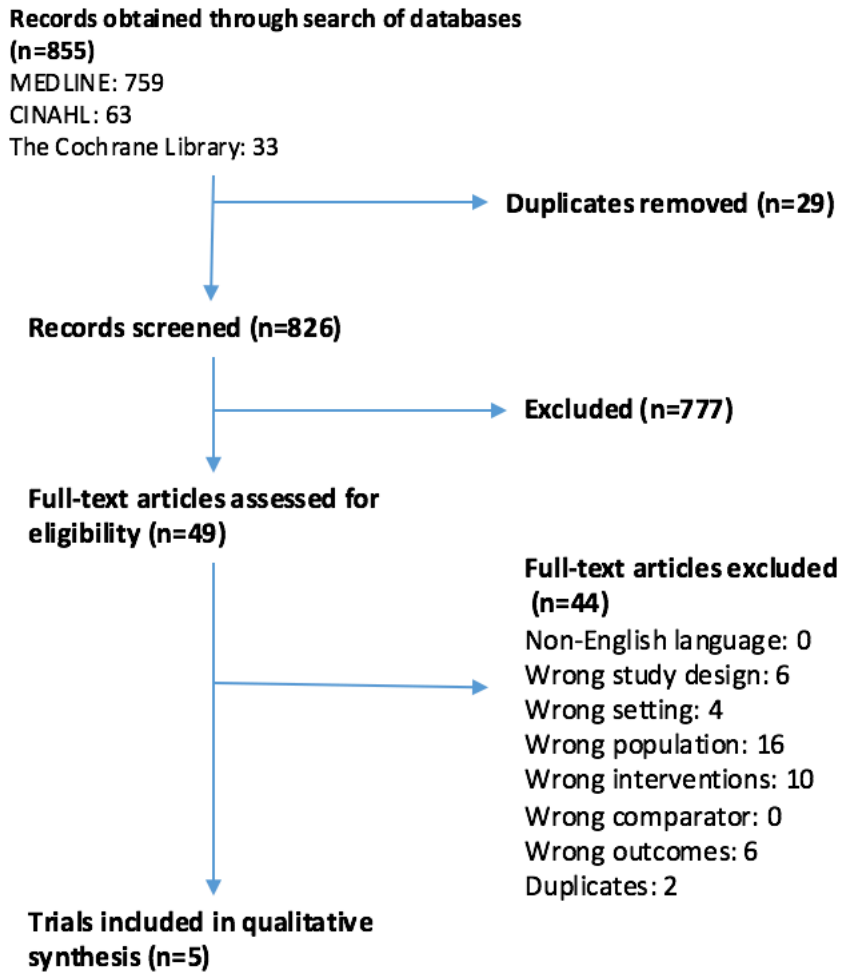 Records obtained through search of databases
(n=855)
MEDLINE: 759
CINAHL: 63
The Cochrane Library: 33
Duplicates removed (n=29)
Records screened (n=826)
Excluded (n=777)
Full-text articles assessed for
eligibility (n=49)
Full-text articles excluded
(n=44)
Non-English language: 0
Wrong study design: 6
Wrong setting: 4
Wrong population: 16
Wrong interventions: 10
Wrong comparator: 0
Wrong outcomes: 6
Duplicates: 2
Trials included in qualitative
synthesis (n=5)